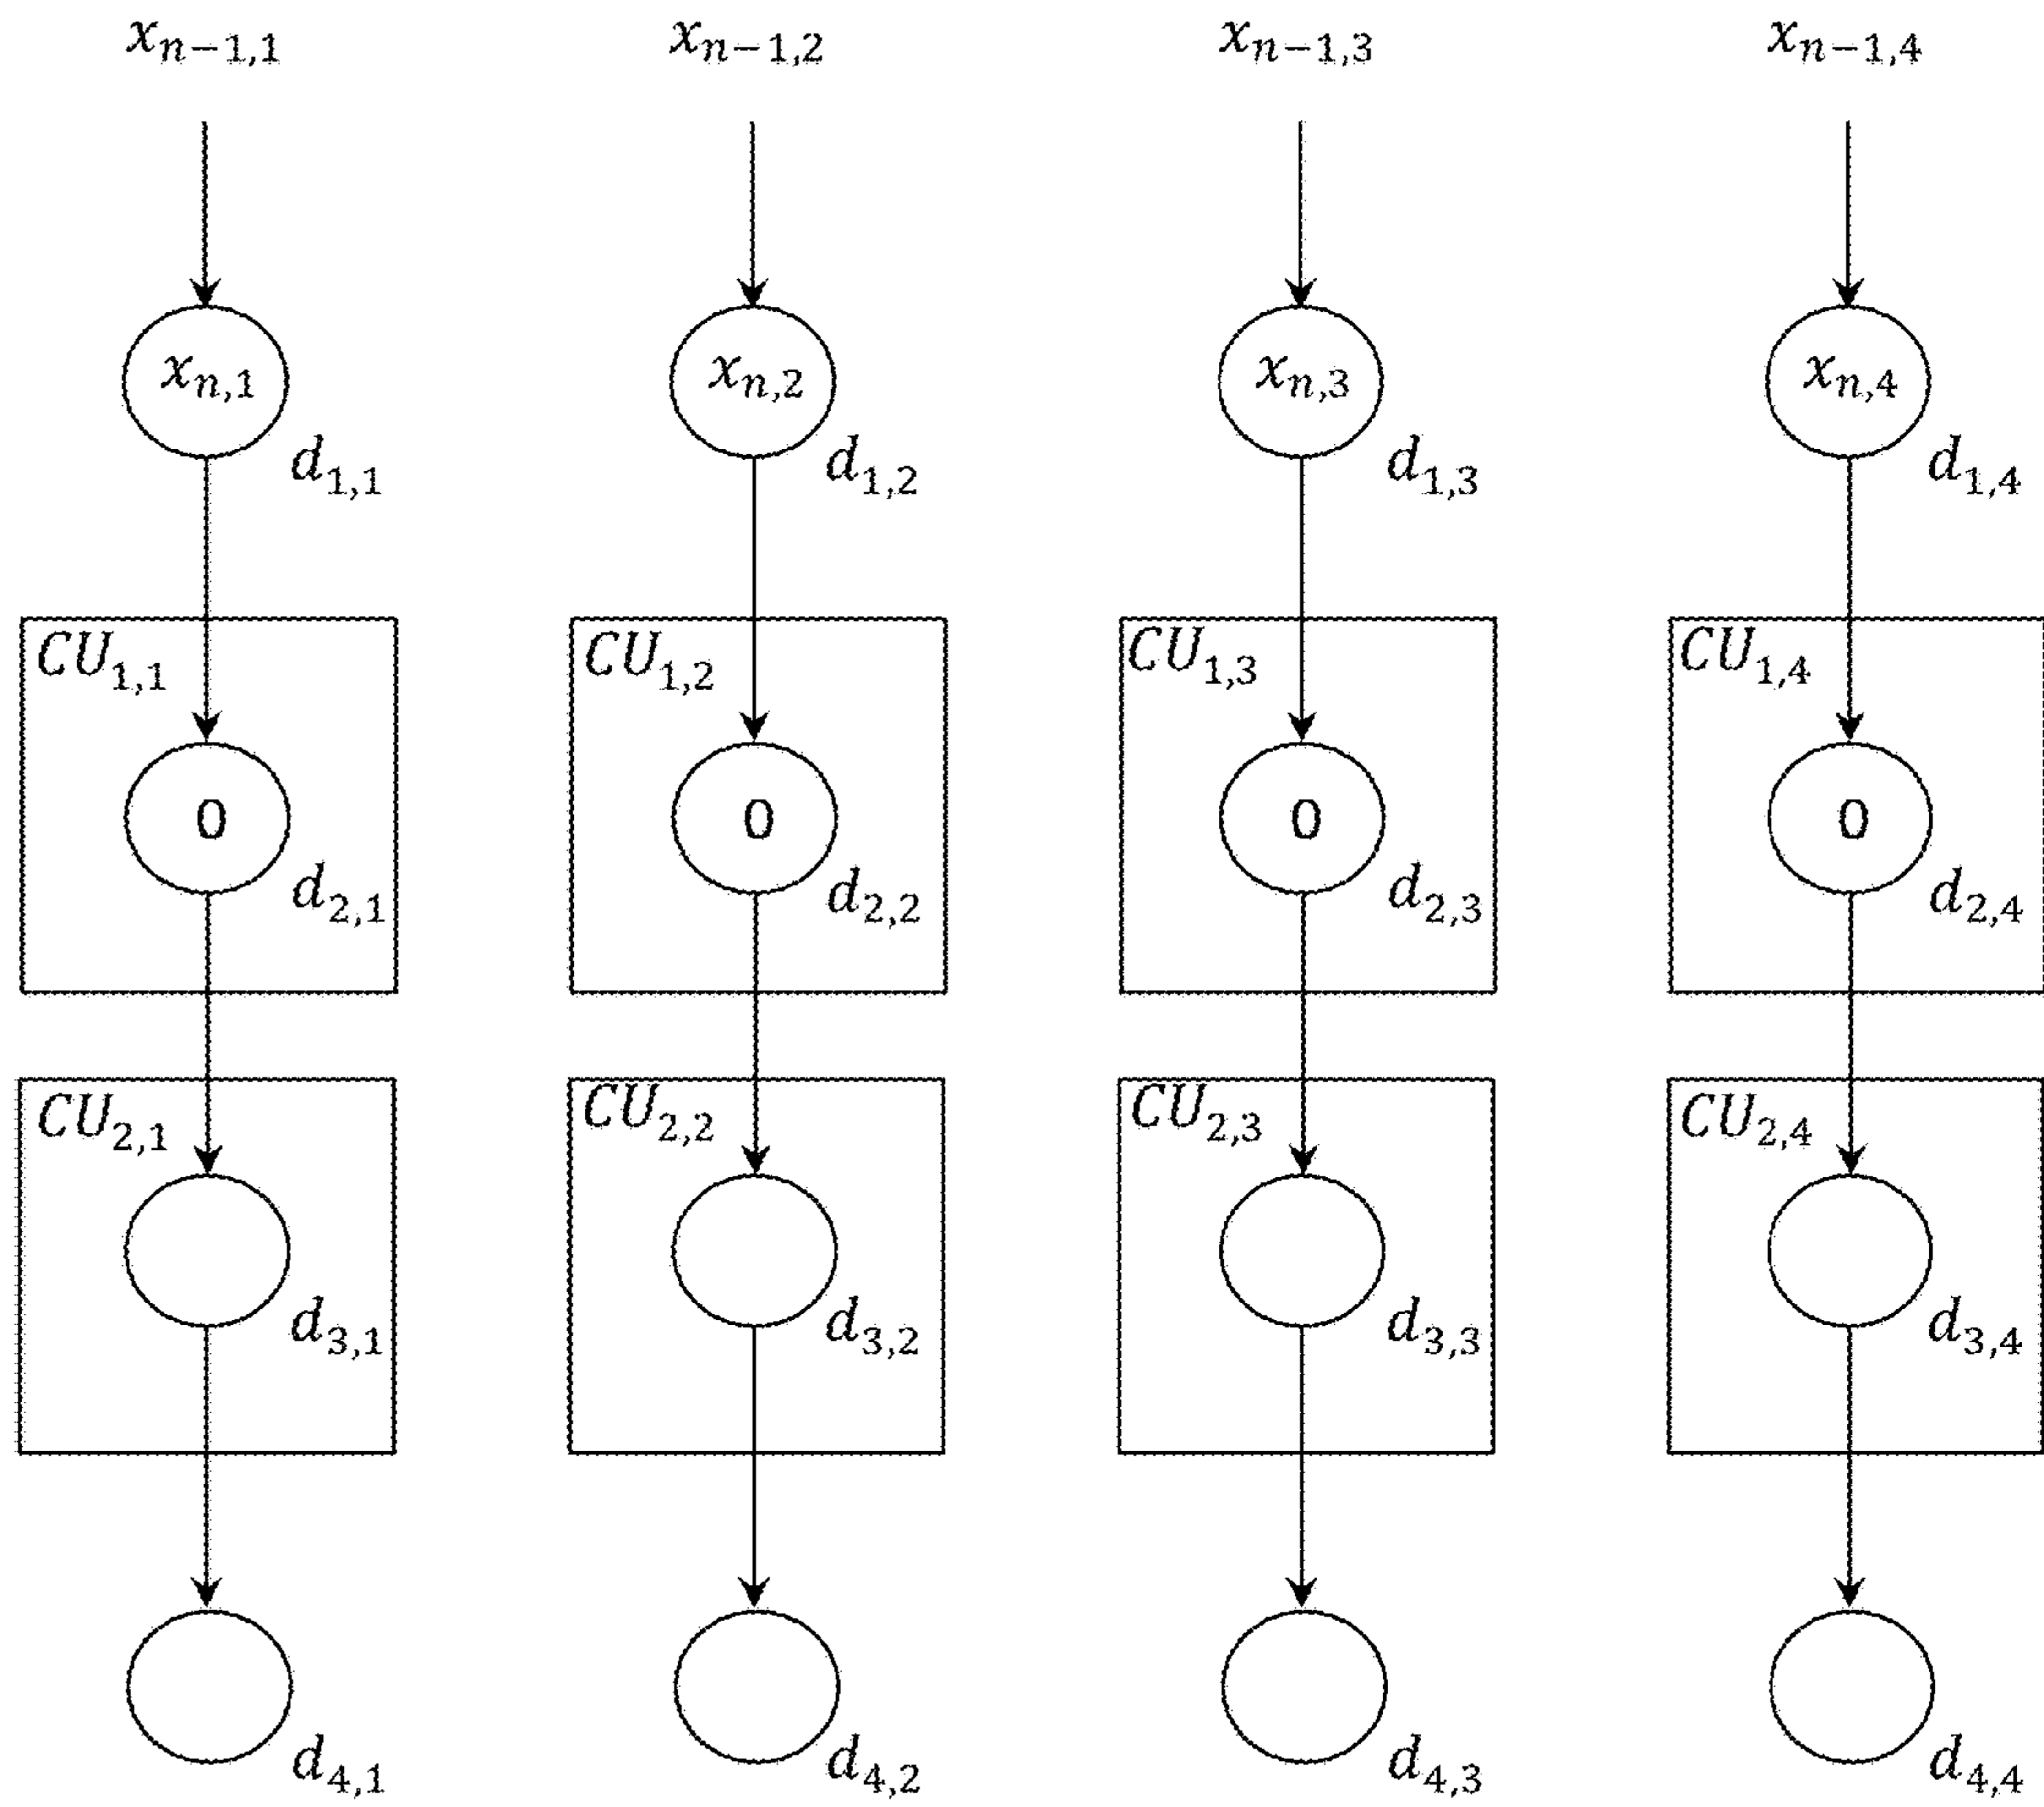 x_{n-1,1} x_{n-1,2} x_{n-1,3} x_{n-1,4}
x_{n,1} x_{n,2} x_{n,3} x_{n,4}
d_{1,1} d_{1,2} d_{1,3} d_{1,4}
CU_{1,1} CU_{1,2} CU_{1,3} CU_{1,4}
0 0 0 0
d_{2,1} d_{2,2} d_{2,3} d_{2,4}
CU_{2,1} CU_{2,2} CU_{2,3} CU_{2,4}
d_{3,1} d_{3,2} d_{3,3} d_{3,4}
d_{4,1} d_{4,2} d_{4,3} d_{4,4}